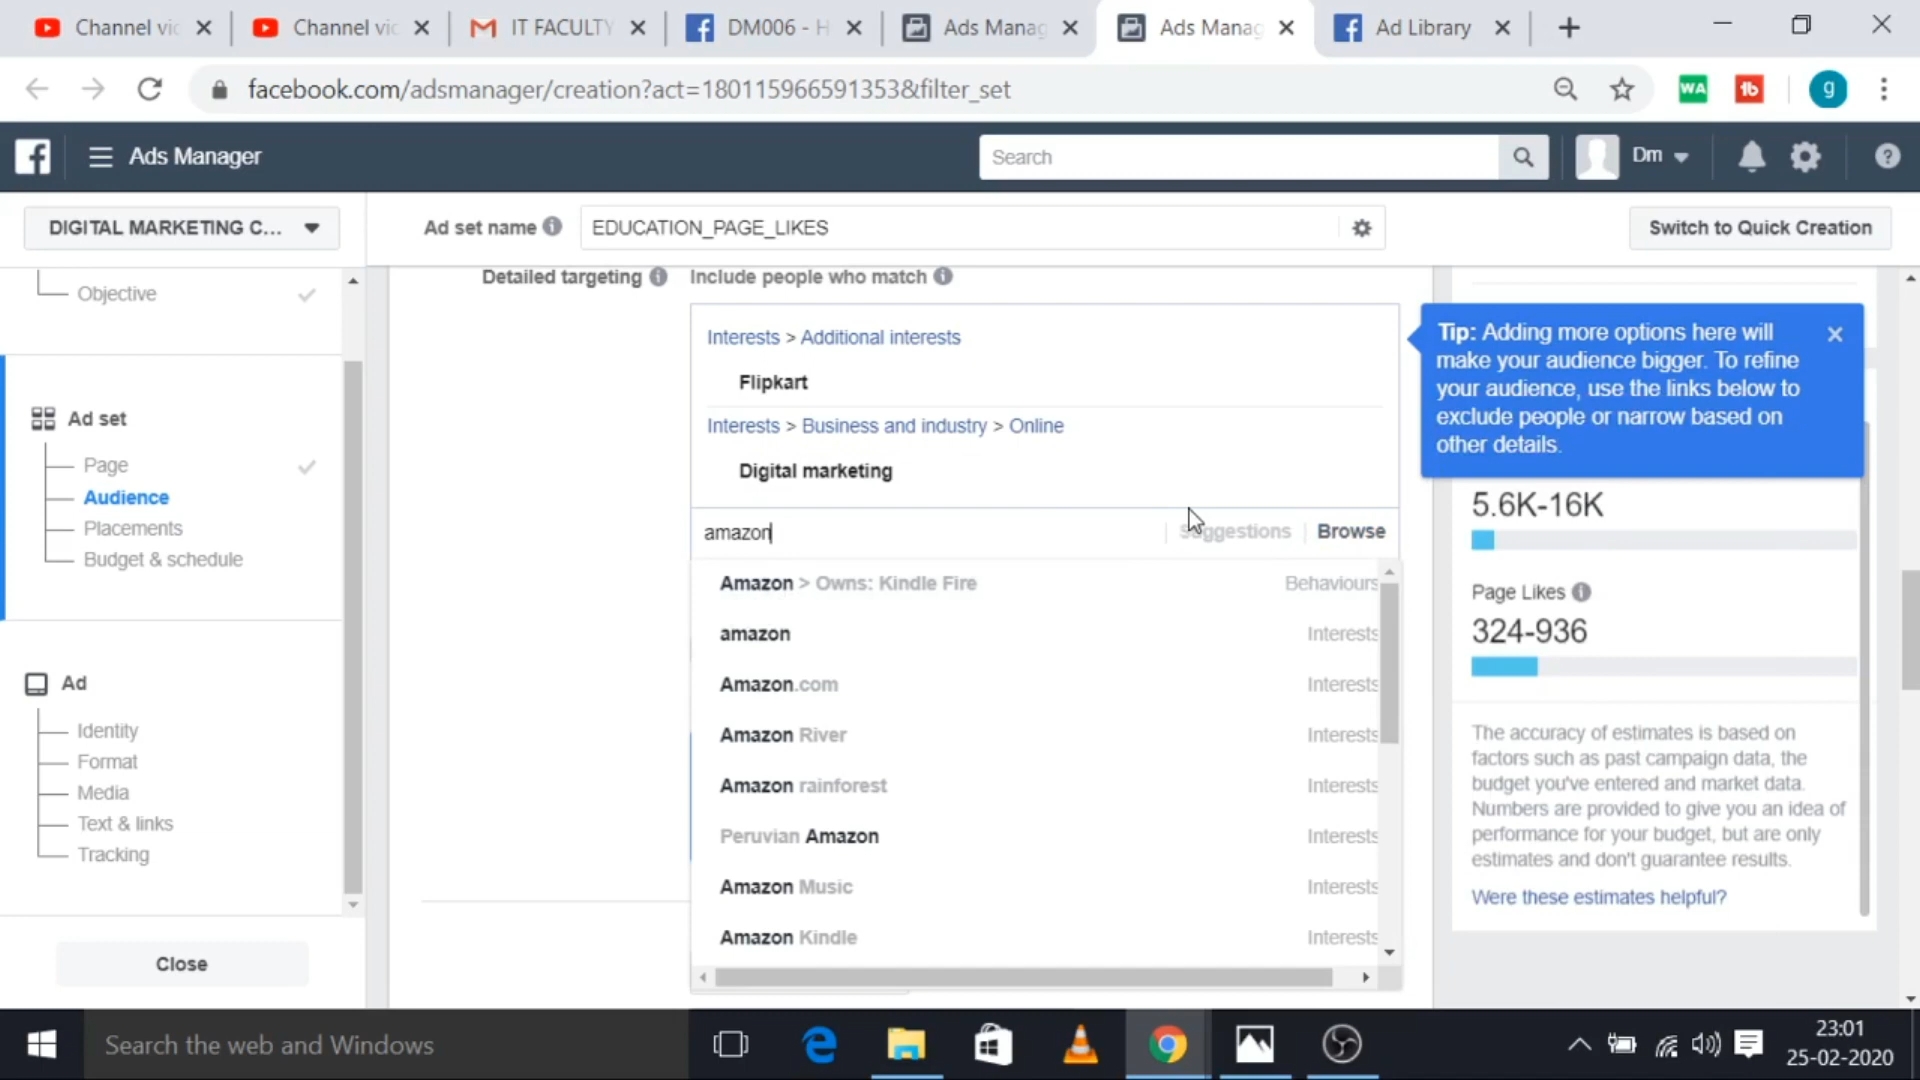 Channel vic
Channel vic
IT FACULTY
DM006 - H
Ads Manag
Ads Manag
Ad Library
facebook.com/adsmanager/creation?act=180115966591353&filter_set
WA
tb
g
Ads Manager
Search
Dm
DIGITAL MARKETING C...
Ad set name
EDUCATION_PAGE_LIKES
Switch to Quick Creation
Objective
Ad set
Page
Audience
Placements
Budget & schedule
Ad
Identity
Format
Media
Text & links
Tracking
Close
Detailed targeting
Include people who match
Interests > Additional interests
Flipkart
Interests > Business and industry > Online
Digital marketing
amazon
Suggestions
Browse
Amazon > Owns: Kindle Fire Behaviours
amazon Interests
Amazon.com Interests
Amazon River Interests
Amazon rainforest Interests
Peruvian Amazon Interests
Amazon Music Interests
Amazon Kindle Interests
Tip: Adding more options here will
make your audience bigger. To refine
your audience, use the links below to
exclude people or narrow based on
other details.
5.6K-16K
Page Likes
324-936
The accuracy of estimates is based on
factors such as past campaign data, the
budget you've entered and market data.
Numbers are provided to give you an idea of
performance for your budget, but are only
estimates and don't guarantee results.
Were these estimates helpful?
Search the web and Windows
23:01
25-02-2020